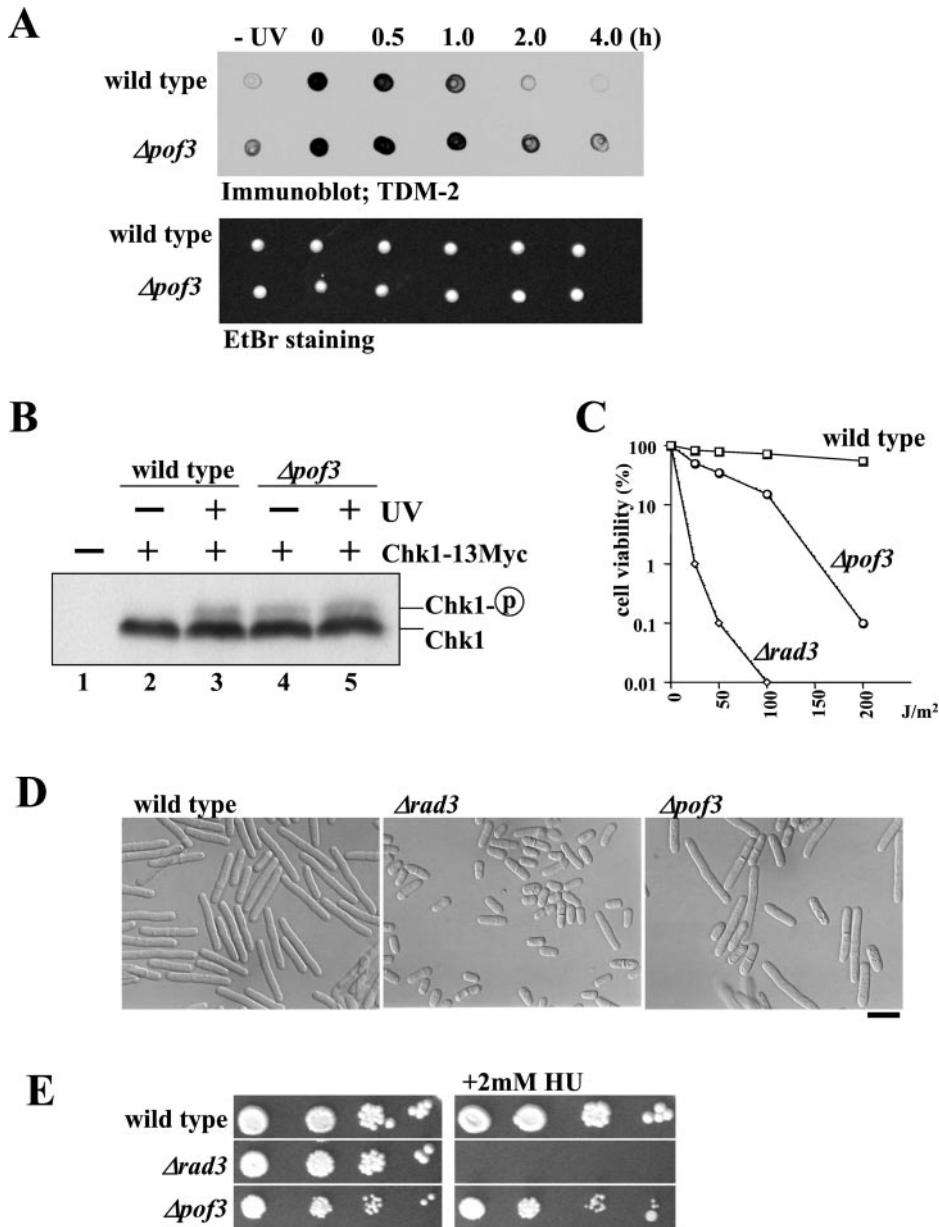 A
- UV 0 0.5 1.0 2.0 4.0 (h)
wild type
Δpof3
Immunoblot; TDM-2
wild type
Δpof3
EtBr staining
B
wild type Δpof3
− + − + UV
− + + + + Chk1-13Myc
Chk1-p
Chk1
1 2 3 4 5
C
cell viability (%)
100
10
1
0.1
0.01
0 50 100 150 200 J/m²
wild type
Δpof3
Δrad3
D
wild type Δrad3 Δpof3
E
+2mM HU
wild type
Δrad3
Δpof3